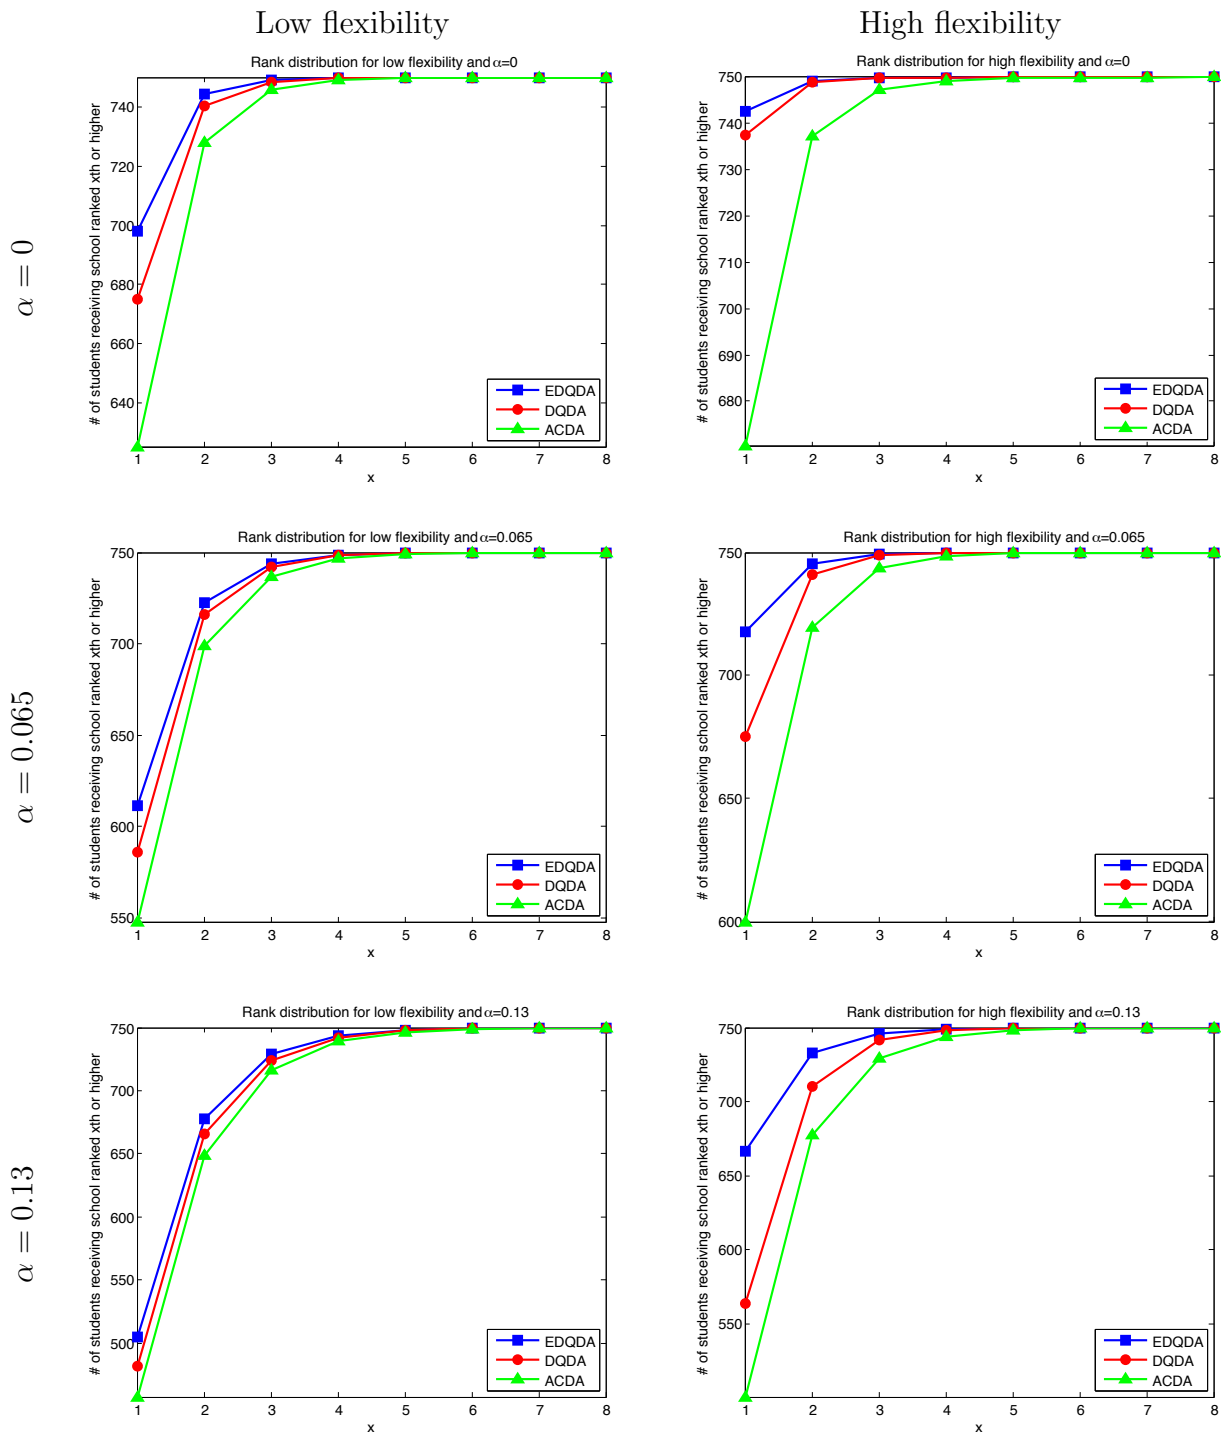 Low flexibility
High flexibility
α = 0
Rank distribution for low flexibility and α=0
# of students receiving school ranked xth or higher
740
720
700
680
660
640
1 2 3 4 5 6 7 8
x
EDQDA
DQDA
ACDA
Rank distribution for high flexibility and α=0
# of students receiving school ranked xth or higher
750
740
730
720
710
700
690
680
1 2 3 4 5 6 7 8
x
EDQDA
DQDA
ACDA
α = 0.065
Rank distribution for low flexibility and α=0.065
# of students receiving school ranked xth or higher
750
700
650
600
550
1 2 3 4 5 6 7 8
x
EDQDA
DQDA
ACDA
Rank distribution for high flexibility and α=0.065
# of students receiving school ranked xth or higher
750
700
650
600
1 2 3 4 5 6 7 8
x
EDQDA
DQDA
ACDA
α = 0.13
Rank distribution for low flexibility and α=0.13
# of students receiving school ranked xth or higher
750
700
650
600
550
500
1 2 3 4 5 6 7 8
x
EDQDA
DQDA
ACDA
Rank distribution for high flexibility and α=0.13
# of students receiving school ranked xth or higher
750
700
650
600
550
1 2 3 4 5 6 7 8
x
EDQDA
DQDA
ACDA